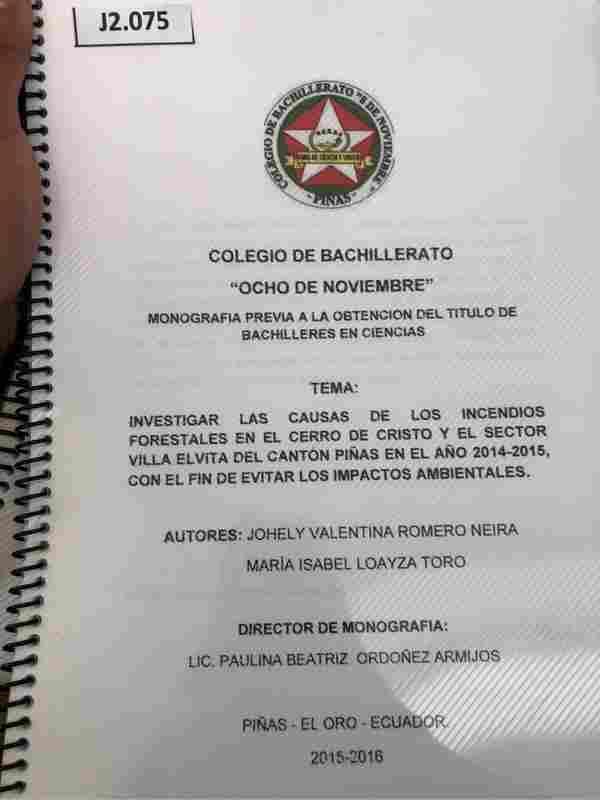 J2.075
COLEGIO DE BACHILLERATO "8 DE NOVIEMBRE"
- PIÑAS -
COLEGIO DE BACHILLERATO
“OCHO DE NOVIEMBRE”
MONOGRAFIA PREVIA A LA OBTENCION DEL TITULO DE
BACHILLERES EN CIENCIAS
TEMA:
INVESTIGAR LAS CAUSAS DE LOS INCENDIOS
FORESTALES EN EL CERRO DE CRISTO Y EL SECTOR
VILLA ELVITA DEL CANTÓN PIÑAS EN EL AÑO 2014-2015,
CON EL FIN DE EVITAR LOS IMPACTOS AMBIENTALES.
AUTORES: JOHELY VALENTINA ROMERO NEIRA
MARÍA ISABEL LOAYZA TORO
DIRECTOR DE MONOGRAFIA:
LIC. PAULINA BEATRIZ ORDOÑEZ ARMIJOS
PIÑAS - EL ORO - ECUADOR.
2015-2016